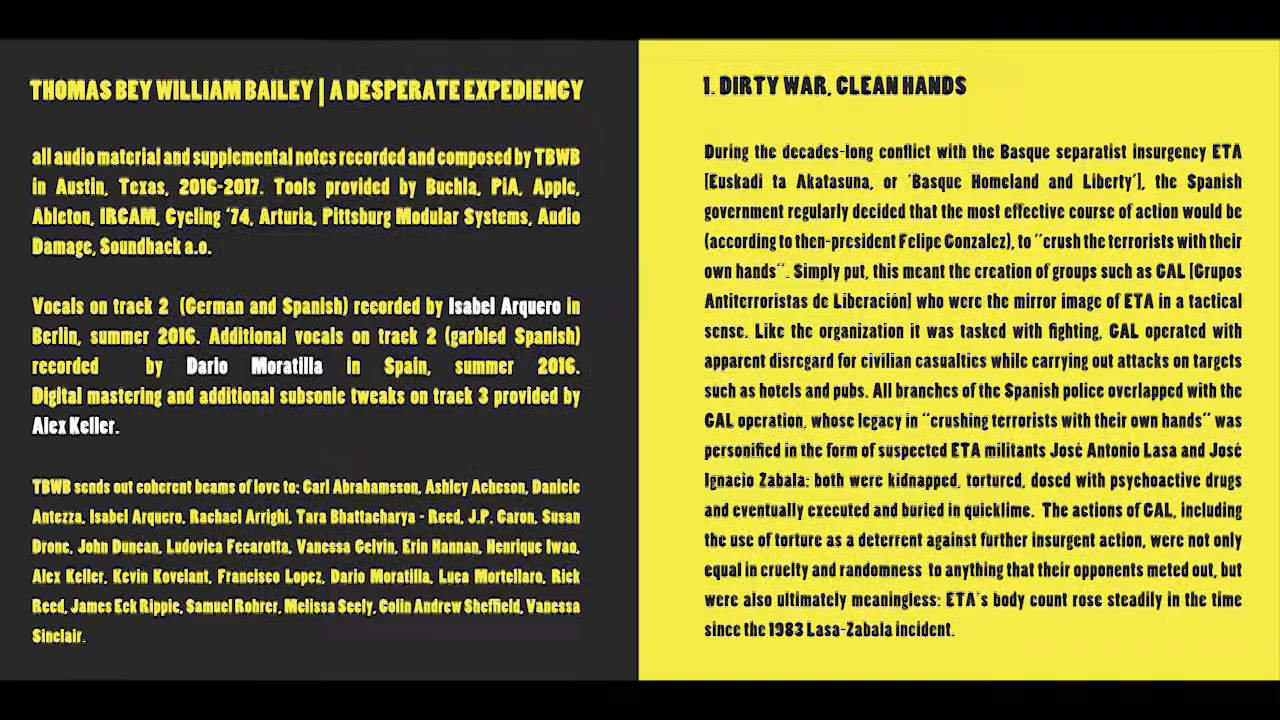 THOMAS BEY WILLIAM BAILEY | A DESPERATE EXPEDIENCY
all audio material and supplemental notes recorded and composed by TBWB
in Austin, Texas, 2016-2017. Tools provided by Buchla, PiA, Apple,
Ableton, IRCAM, Cycling ‘74, Arturia, Pittsburg Modular Systems, Audio
Damage, Soundhack a.o.
Vocals on track 2 (German and Spanish) recorded by Isabel Arquero in
Berlin, summer 2016. Additional vocals on track 2 (garbled Spanish)
recorded by Dario Moratilla in Spain, summer 2016.
Digital mastering and additional subsonic tweaks on track 3 provided by
Alex Keller.
TBWB sends out coherent beams of love to: Carl Abrahamsson, Ashley Acheson, Daniele
Antezza, Isabel Arquero, Rachael Arrighi, Tara Bhattacharya - Reed, J.P. Caron, Susan
Drone, John Duncan, Ludovica Fecarotta, Vanessa Gelvin, Erin Hannan, Henrique Iwao,
Alex Keller, Kevin Kovelant, Francisco Lopez, Dario Moratilla, Luca Mortellaro, Rick
Reed, James Eck Rippie, Samuel Rohrer, Melissa Seely, Colin Andrew Sheffield, Vanessa
Sinclair.
1. DIRTY WAR, CLEAN HANDS
During the decades-long conflict with the Basque separatist insurgency ETA
[Euskadi ta Akatasuna, or ‘Basque Homeland and Liberty’], the Spanish
government regularly decided that the most effective course of action would be
(according to then-president Felipe Gonzalez), to “crush the terrorists with their
own hands”. Simply put, this meant the creation of groups such as GAL [Grupos
Antiterroristas de Liberación] who were the mirror image of ETA in a tactical
sense. Like the organization it was tasked with fighting, GAL operated with
apparent disregard for civilian casualtics while carrying out attacks on targets
such as hotels and pubs. All branches of the Spanish police overlapped with the
GAL operation, whose legacy in “crushing terrorists with their own hands” was
personified in the form of suspected ETA militants José Antonio Lasa and José
Ignacio Zabala: both were kidnapped, tortured, dosed with psychoactive drugs
and eventually executed and buried in quicklime. The actions of GAL, including
the use of torture as a deterrent against further insurgent action, were not only
equal in cruelty and randomness to anything that their opponents meted out, but
were also ultimately meaningless: ETA’s body count rose steadily in the time
since the 1983 Lasa-Zabala incident.